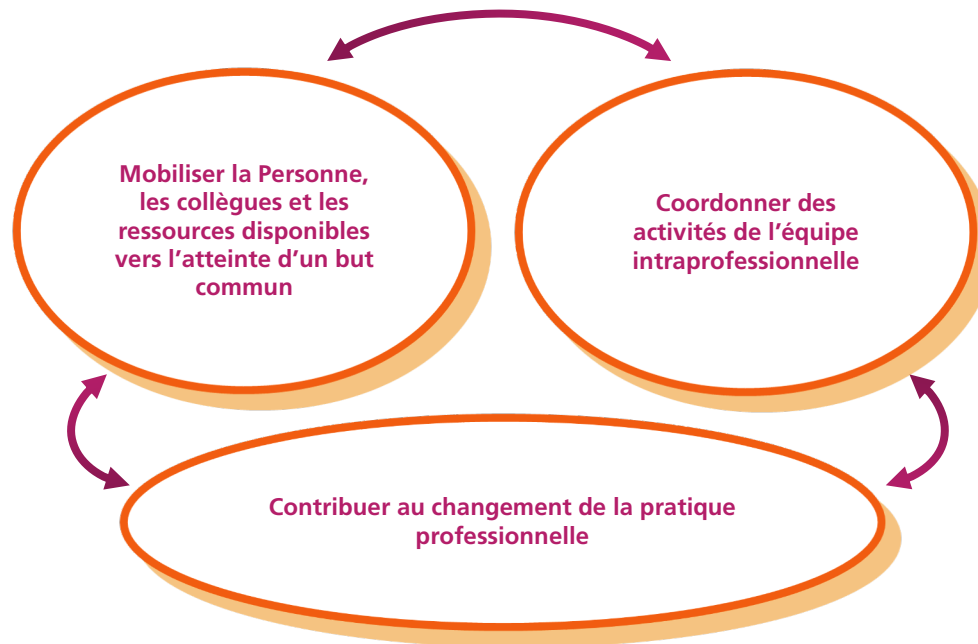 Mobiliser la Personne,
les collègues et les
ressources disponibles
vers l’atteinte d’un but
commun
Coordonner des
activités de l’équipe
intraprofessionnelle
Contribuer au changement de la pratique
professionnelle